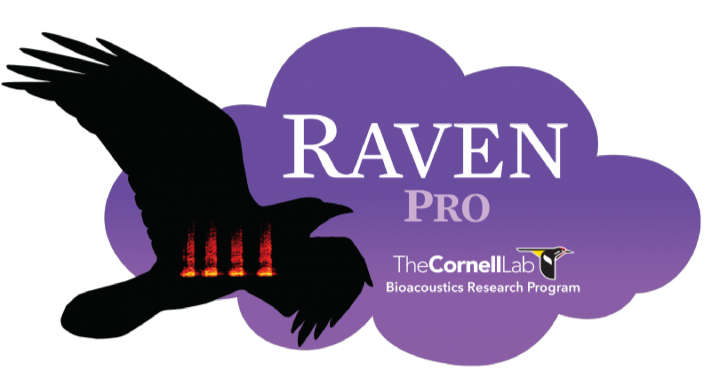 RAVEN
PRO
TheCornellLab
Bioacoustics Research Program